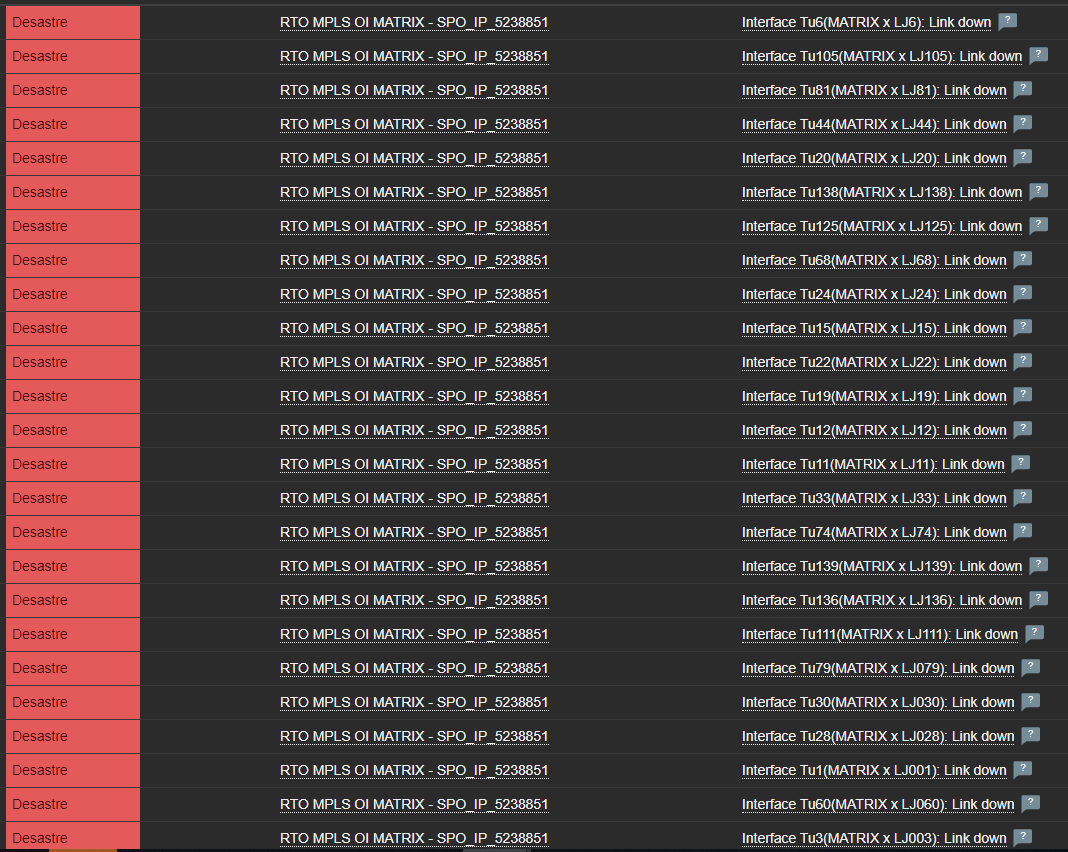 Desastre RTO MPLS OI MATRIX - SPO_IP_5238851 Interface Tu6(MATRIX x LJ6): Link down ?
Desastre RTO MPLS OI MATRIX - SPO_IP_5238851 Interface Tu105(MATRIX x LJ105): Link down ?
Desastre RTO MPLS OI MATRIX - SPO_IP_5238851 Interface Tu81(MATRIX x LJ81): Link down ?
Desastre RTO MPLS OI MATRIX - SPO_IP_5238851 Interface Tu44(MATRIX x LJ44): Link down ?
Desastre RTO MPLS OI MATRIX - SPO_IP_5238851 Interface Tu20(MATRIX x LJ20): Link down ?
Desastre RTO MPLS OI MATRIX - SPO_IP_5238851 Interface Tu138(MATRIX x LJ138): Link down ?
Desastre RTO MPLS OI MATRIX - SPO_IP_5238851 Interface Tu125(MATRIX x LJ125): Link down ?
Desastre RTO MPLS OI MATRIX - SPO_IP_5238851 Interface Tu68(MATRIX x LJ68): Link down ?
Desastre RTO MPLS OI MATRIX - SPO_IP_5238851 Interface Tu24(MATRIX x LJ24): Link down ?
Desastre RTO MPLS OI MATRIX - SPO_IP_5238851 Interface Tu15(MATRIX x LJ15): Link down ?
Desastre RTO MPLS OI MATRIX - SPO_IP_5238851 Interface Tu22(MATRIX x LJ22): Link down ?
Desastre RTO MPLS OI MATRIX - SPO_IP_5238851 Interface Tu19(MATRIX x LJ19): Link down ?
Desastre RTO MPLS OI MATRIX - SPO_IP_5238851 Interface Tu12(MATRIX x LJ12): Link down ?
Desastre RTO MPLS OI MATRIX - SPO_IP_5238851 Interface Tu11(MATRIX x LJ11): Link down ?
Desastre RTO MPLS OI MATRIX - SPO_IP_5238851 Interface Tu33(MATRIX x LJ33): Link down ?
Desastre RTO MPLS OI MATRIX - SPO_IP_5238851 Interface Tu74(MATRIX x LJ74): Link down ?
Desastre RTO MPLS OI MATRIX - SPO_IP_5238851 Interface Tu139(MATRIX x LJ139): Link down ?
Desastre RTO MPLS OI MATRIX - SPO_IP_5238851 Interface Tu136(MATRIX x LJ136): Link down ?
Desastre RTO MPLS OI MATRIX - SPO_IP_5238851 Interface Tu111(MATRIX x LJ111): Link down ?
Desastre RTO MPLS OI MATRIX - SPO_IP_5238851 Interface Tu79(MATRIX x LJ079): Link down ?
Desastre RTO MPLS OI MATRIX - SPO_IP_5238851 Interface Tu30(MATRIX x LJ030): Link down ?
Desastre RTO MPLS OI MATRIX - SPO_IP_5238851 Interface Tu28(MATRIX x LJ028): Link down ?
Desastre RTO MPLS OI MATRIX - SPO_IP_5238851 Interface Tu1(MATRIX x LJ001): Link down ?
Desastre RTO MPLS OI MATRIX - SPO_IP_5238851 Interface Tu60(MATRIX x LJ060): Link down ?
Desastre RTO MPLS OI MATRIX - SPO_IP_5238851 Interface Tu3(MATRIX x LJ003): Link down ?